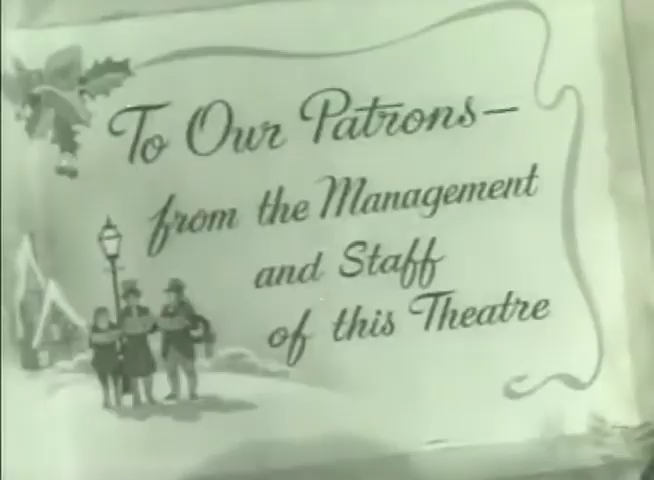 To Our Patrons—
from the Management
and Staff
of this Theatre